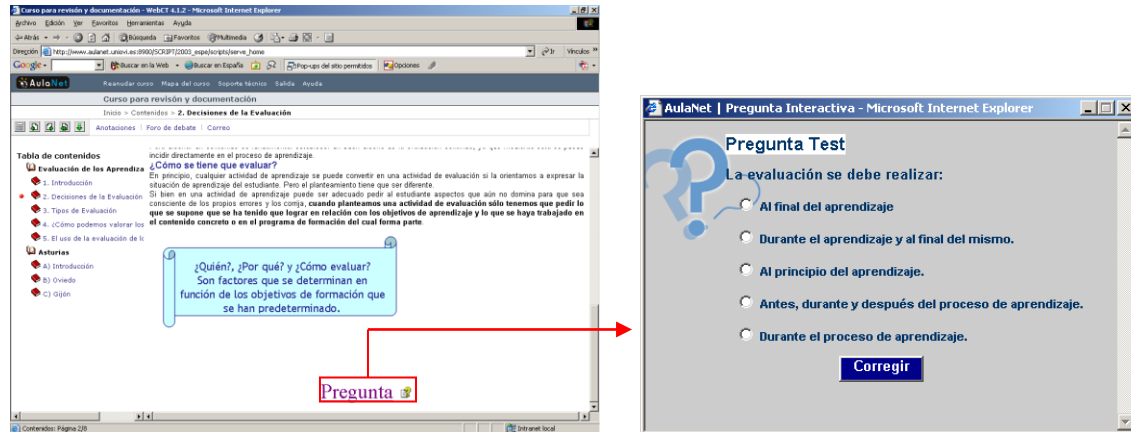 Curso para revisón y documentación - WebCT 4.1.2 - Microsoft Internet Explorer
Archivo Edición Ver Favoritos Herramientas Ayuda
Atrás Búsqueda Favoritos Multimedia
Dirección http://www.aulanet.uniovi.es:8900/SCRIPT/2003_espe/scripts/serve_home Ir Vínculos
Google Buscar en la Web Buscar en España Pop-ups del sitio permitidos Opciones
AulaNet Reanudar curso Mapa del curso Soporte técnico Salida Ayuda
Curso para revisón y documentación
Inicio > Contenidos > 2. Decisiones de la Evaluación
Anotaciones | Foro de debate | Correo
Tabla de contenidos
Evaluación de los Aprendiza
1. Introducción
2. Decisiones de la Evaluación
3. Tipos de Evaluación
4. ¿Cómo podemos valorar los
5. El uso de la evaluación de lo
Asturias
A) Introducción
B) Oviedo
C) Gijón
incidir directamente en el proceso de aprendizaje.
¿Cómo se tiene que evaluar?
En principio, cualquier actividad de aprendizaje se puede convertir en una actividad de evaluación si la orientamos a expresar la
situación de aprendizaje del estudiante. Pero el planteamiento tiene que ser diferente.
Si bien en una actividad de aprendizaje puede ser adecuado pedir al estudiante aspectos que aún no domina para que sea
consciente de los propios errores y los corrija, cuando planteamos una actividad de evaluación sólo tenemos que pedir lo
que se supone que se ha tenido que lograr en relación con los objetivos de aprendizaje y lo que se haya trabajado en
el contenido concreto o en el programa de formación del cual forma parte.
¿Quién?, ¿Por qué? y ¿Cómo evaluar?
Son factores que se determinan en
función de los objetivos de formación que
se han predeterminado.
Pregunta
Contenidos: Página 2/8 Intranet local
AulaNet | Pregunta Interactiva - Microsoft Internet Explorer
Pregunta Test
La evaluación se debe realizar:
Al final del aprendizaje
Durante el aprendizaje y al final del mismo.
Al principio del aprendizaje.
Antes, durante y después del proceso de aprendizaje.
Durante el proceso de aprendizaje.
Corregir